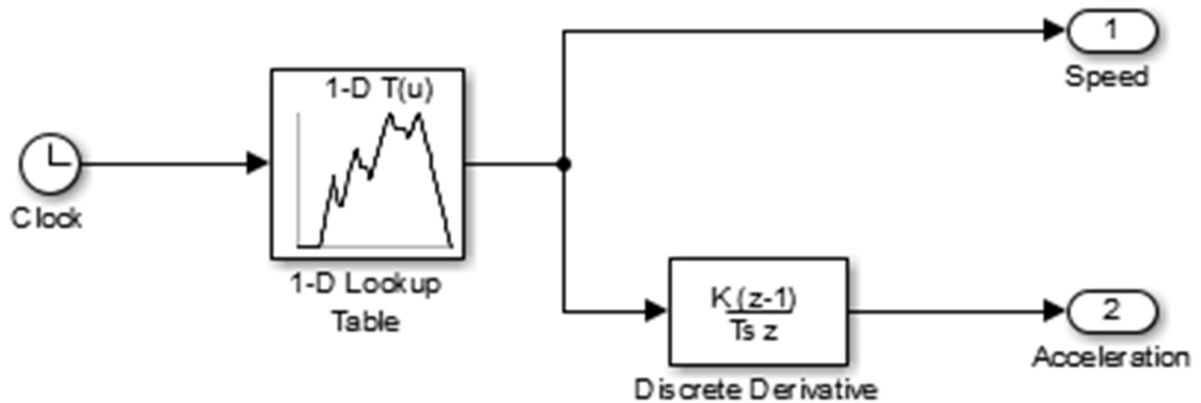 1
Speed
1-D T(u)
Clock
1-D Lookup
Table
K (z-1)
Ts z
Discrete Derivative
2
Acceleration